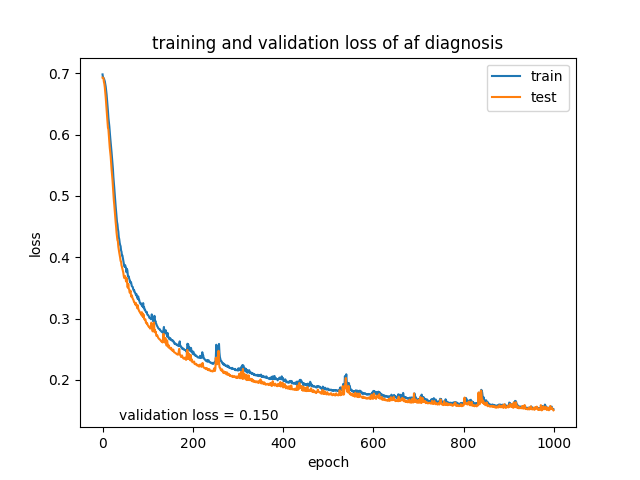 training and validation loss of af diagnosis
train
test
0.7
0.6
0.5
0.4
0.3
0.2
loss
validation loss = 0.150
0
200
400
600
800
1000
epoch